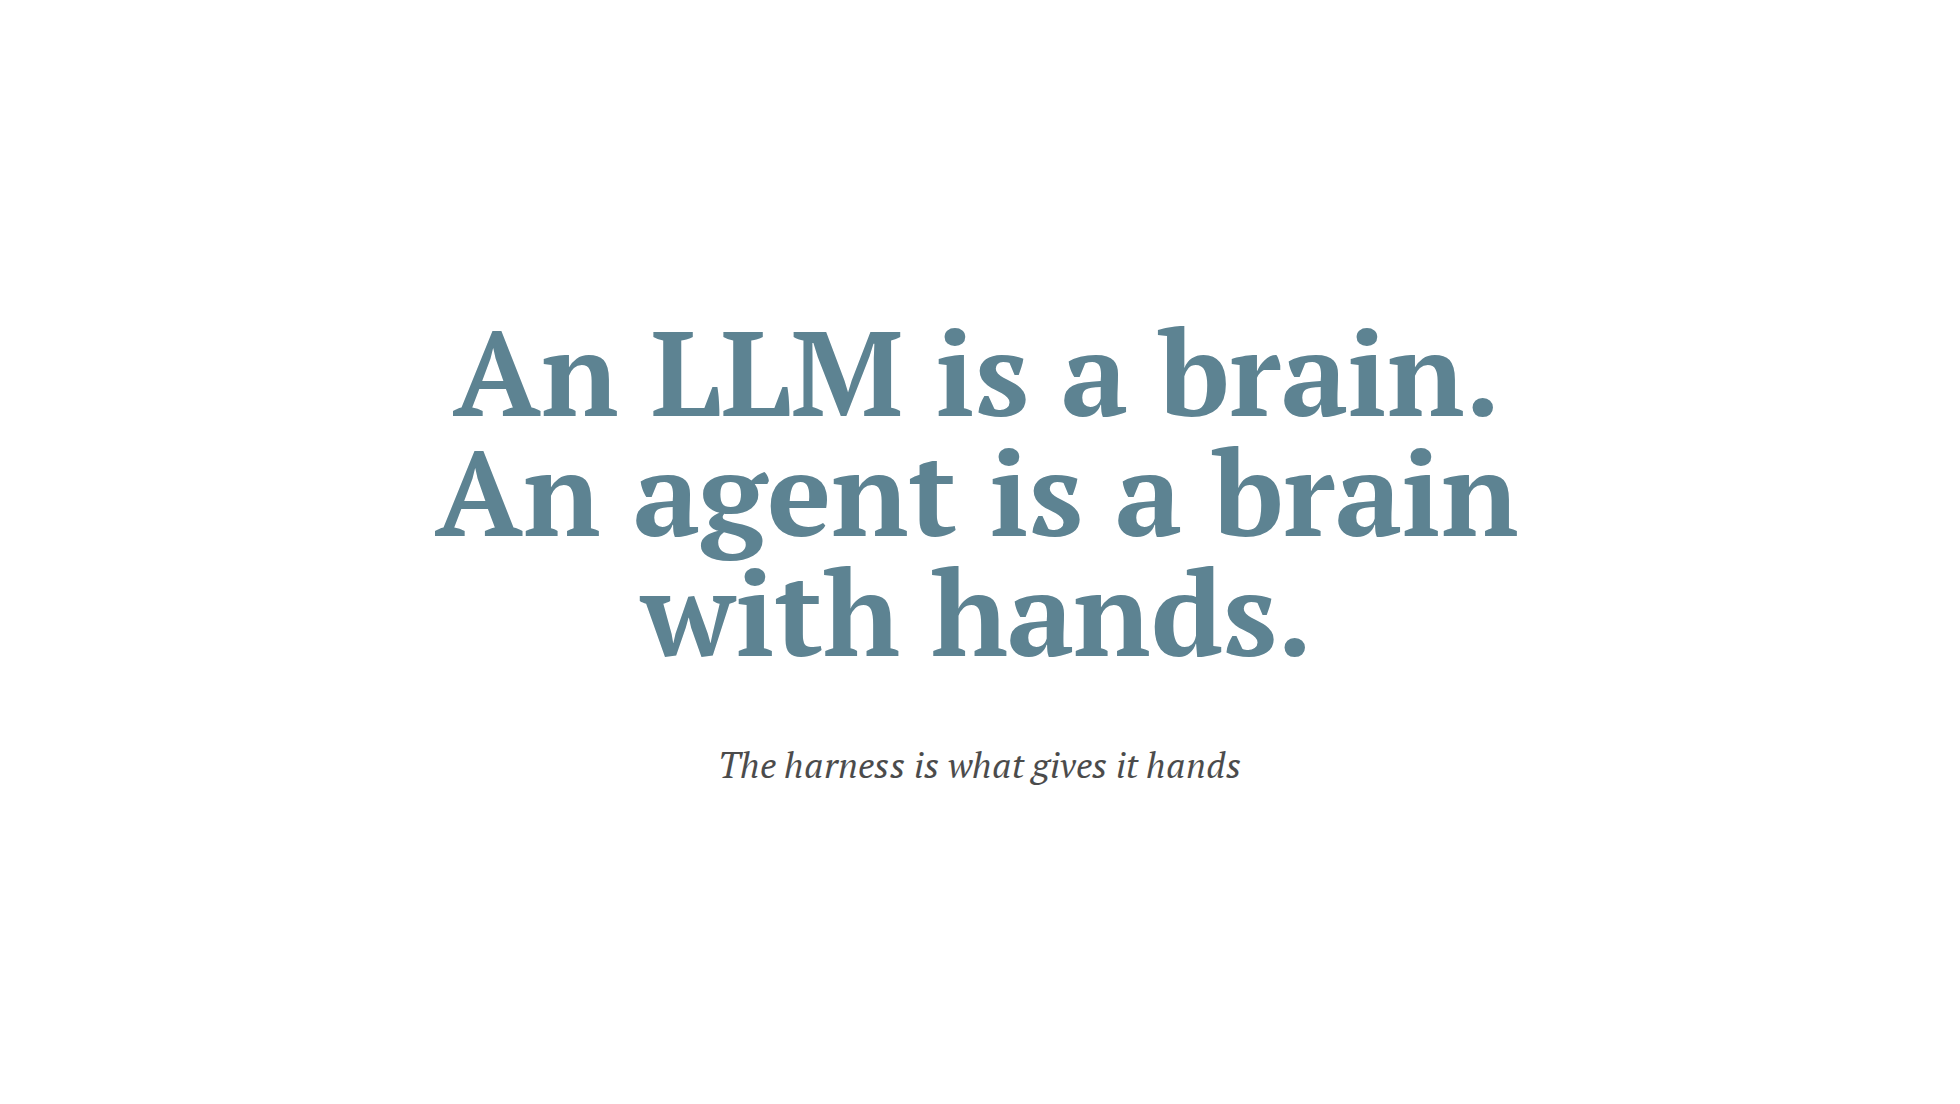 An LLM is a brain.
An agent is a brain
with hands.
The harness is what gives it hands